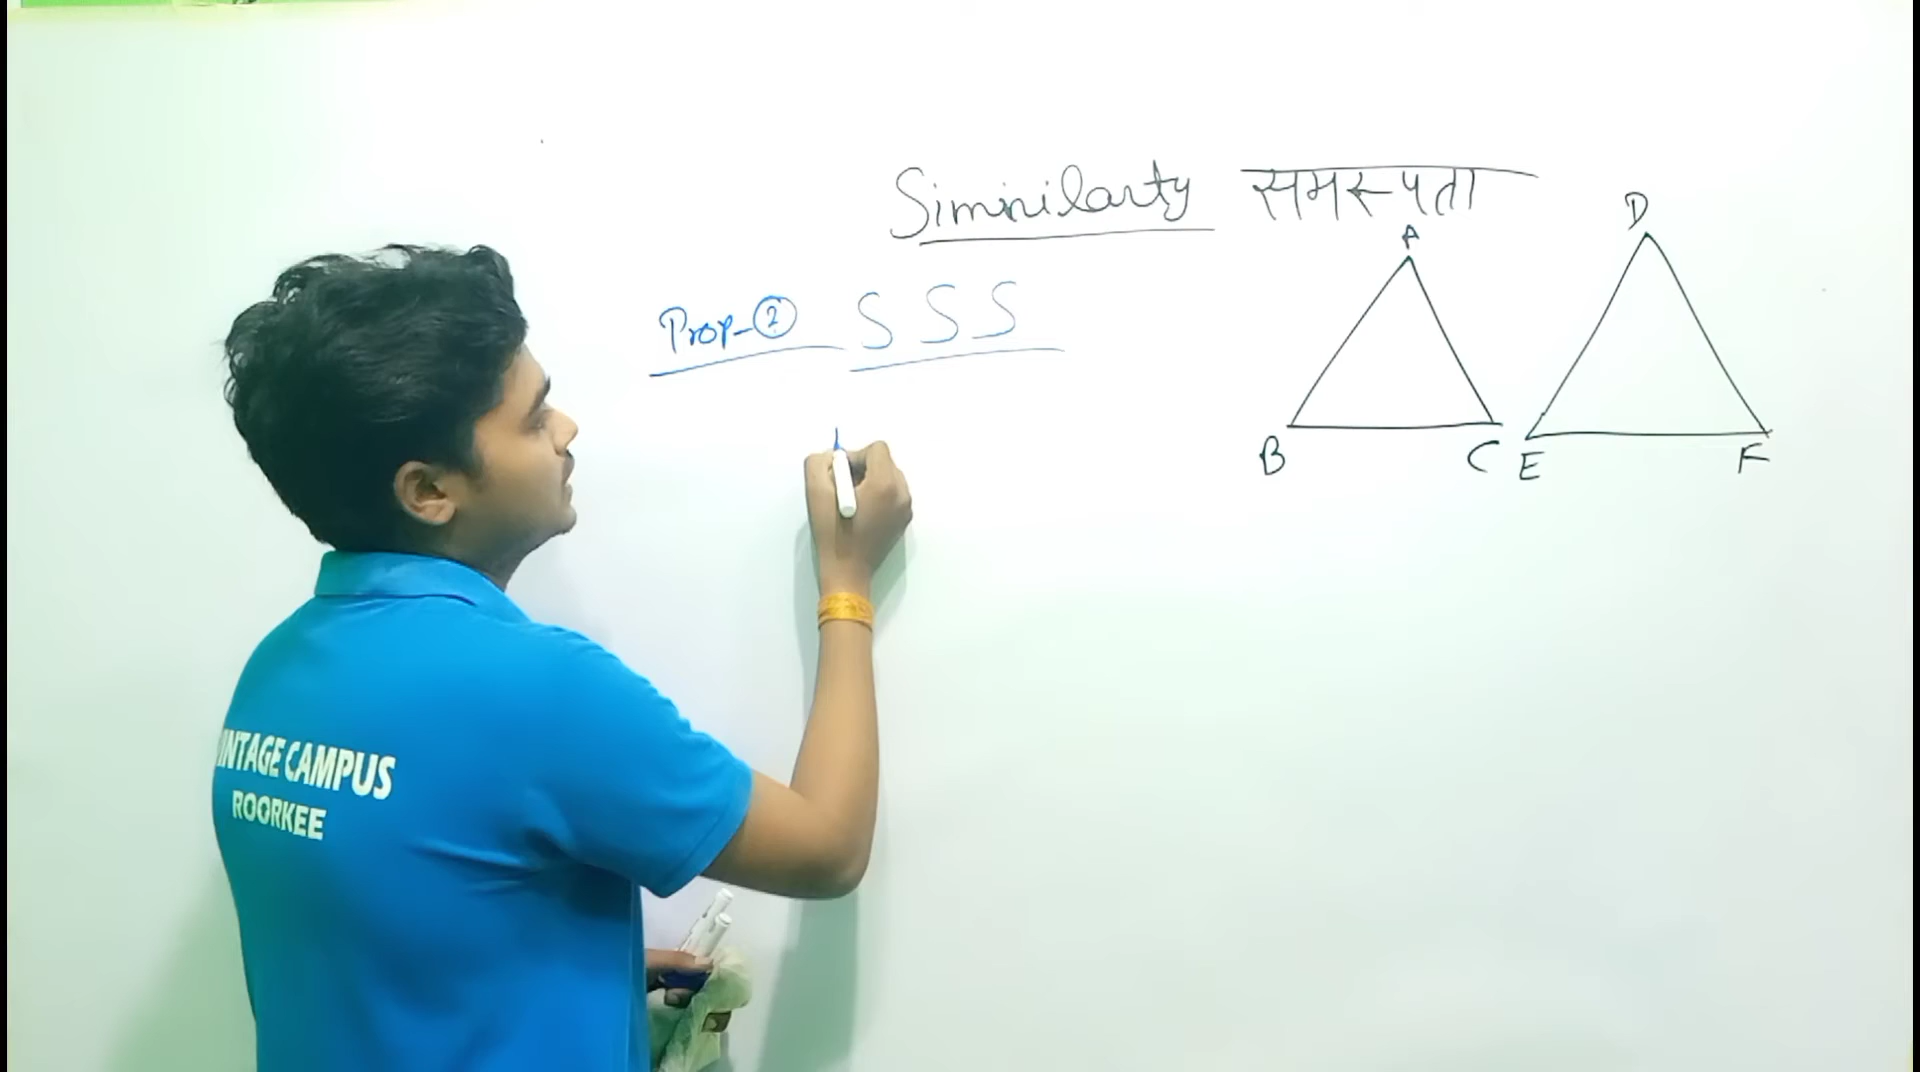 Siminilarty समरूपता
Prop-② S S S
A
D
B
C
E
F
INTAGE CAMPUS
ROORKEE